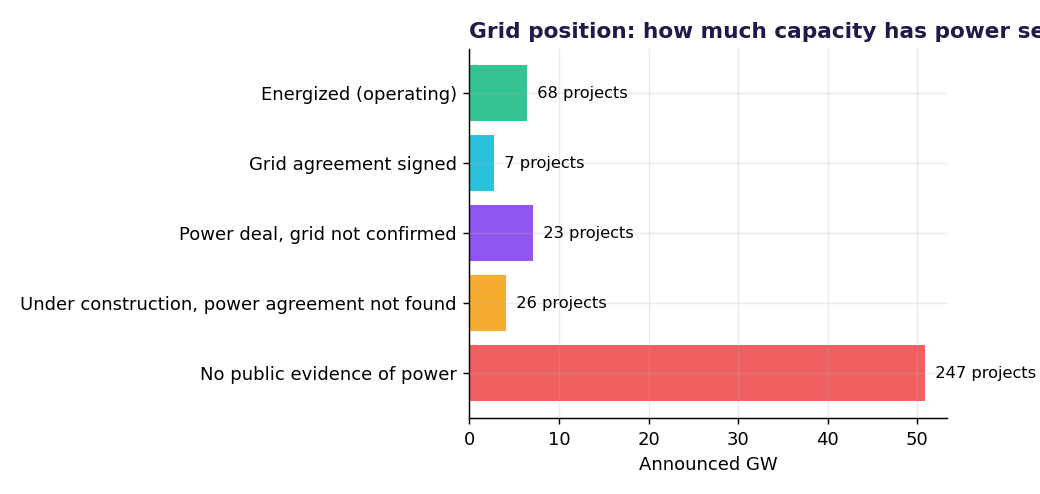 Grid position: how much capacity has power se
Energized (operating)
68 projects
Grid agreement signed
7 projects
Power deal, grid not confirmed
23 projects
Under construction, power agreement not found
26 projects
No public evidence of power
247 projects
0 10 20 30 40 50
Announced GW